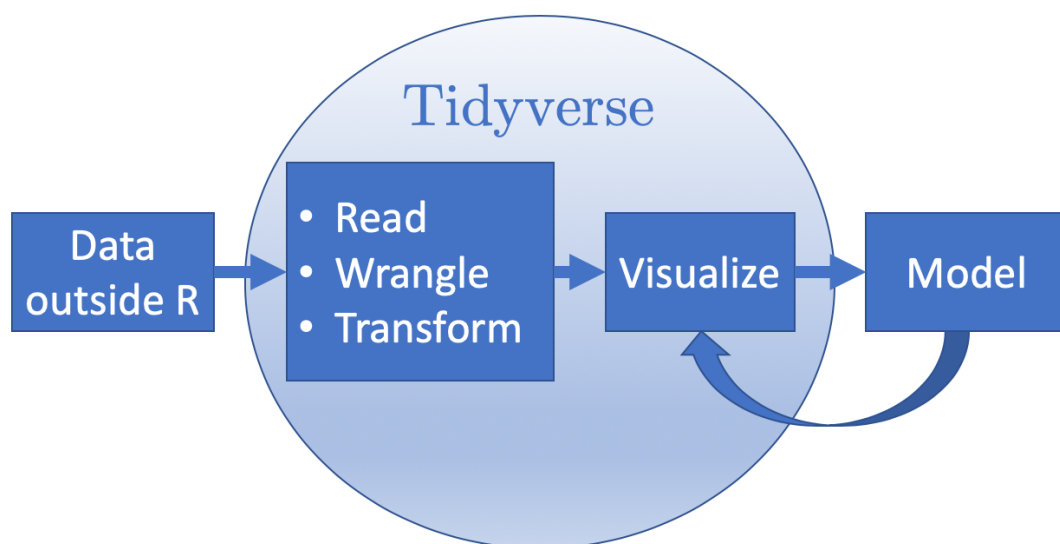 Tidyverse
Data
outside R
• Read
• Wrangle
• Transform
Visualize
Model